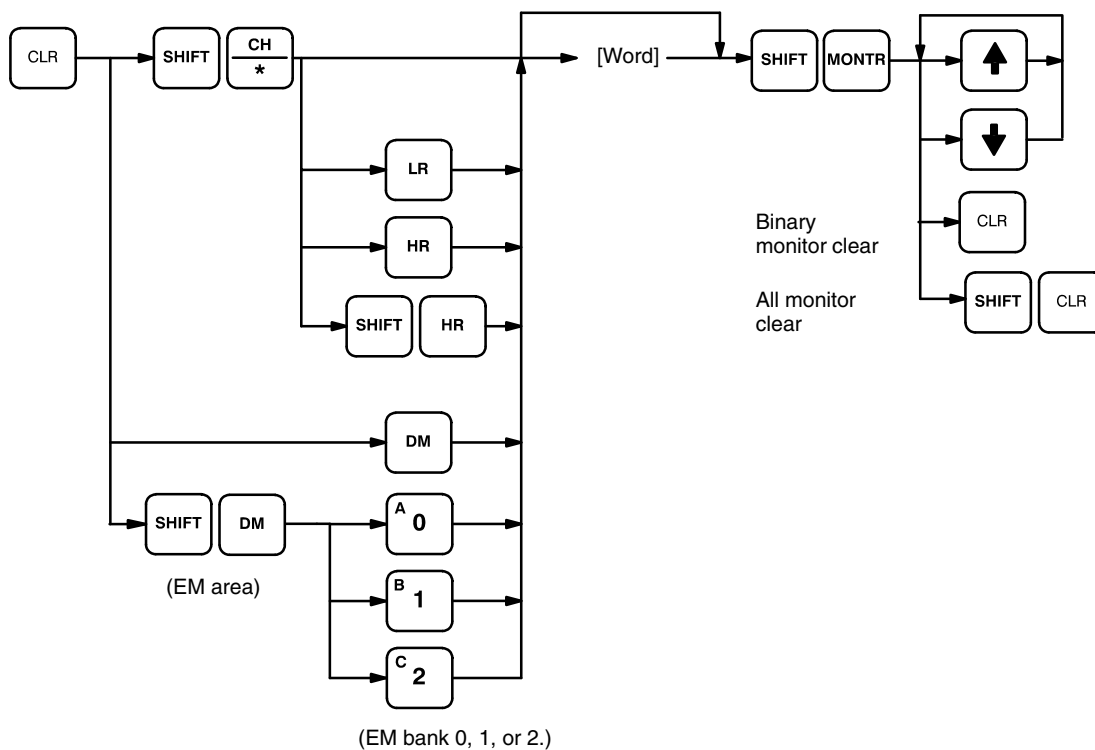 CLR SHIFT CH * [Word] SHIFT MONTR
LR
HR
SHIFT HR
Binary
monitor clear
CLR
All monitor
clear
SHIFT CLR
DM
SHIFT DM
(EM area)
A 0
B 1
C 2
(EM bank 0, 1, or 2.)